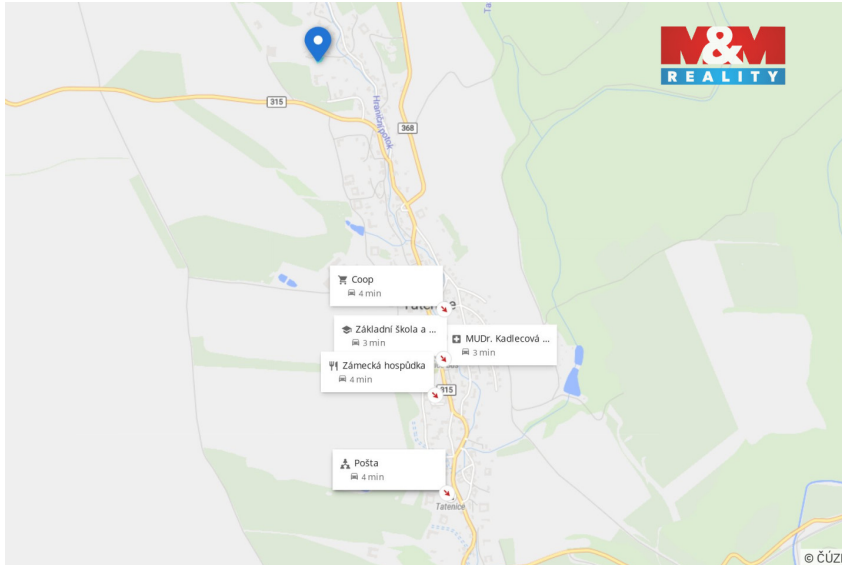 M&M
REALITY
315
Hraniční potok
368
Coop
4 min
Základní škola a ...
3 min
MUDr. Kadlecová ...
3 min
Zámecká hospůdka
4 min
315
Pošta
4 min
Tatenice
© ČÚZ